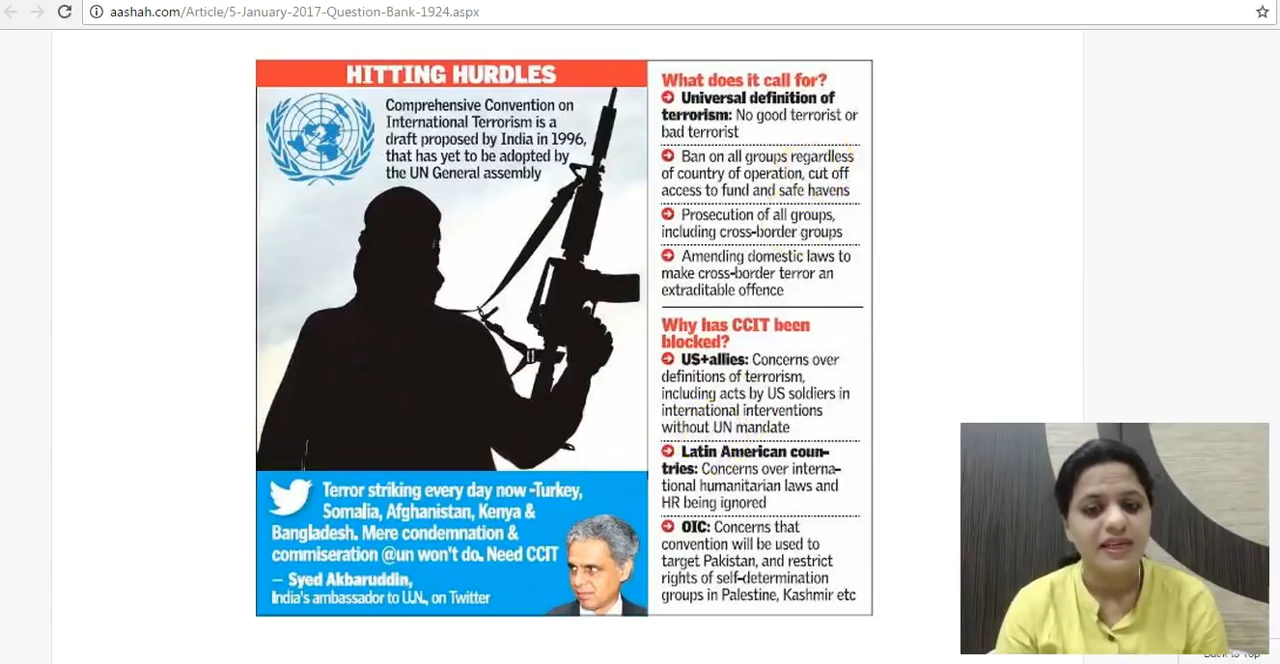 aashah.com/Article/5-January-2017-Question-Bank-1924.aspx
HITTING HURDLES
Comprehensive Convention on
International Terrorism is a
draft proposed by India in 1996,
that has yet to be adopted by
the UN General assembly
Terror striking every day now -Turkey,
Somalia, Afghanistan, Kenya &
Bangladesh. Mere condemnation &
commiseration @un won't do. Need CCIT
— Syed Akbaruddin,
India's ambassador to U.N., on Twitter
What does it call for?
Universal definition of
terrorism: No good terrorist or
bad terrorist
Ban on all groups regardless
of country of operation, cut off
access to fund and safe havens
Prosecution of all groups,
including cross-border groups
Amending domestic laws to
make cross-border terror an
extraditable offence
Why has CCIT been
blocked?
US+allies: Concerns over
definitions of terrorism,
including acts by US soldiers in
international interventions
without UN mandate
Latin American coun-
tries: Concerns over interna-
tional humanitarian laws and
HR being ignored
OIC: Concerns that
convention will be used to
target Pakistan, and restrict
rights of self-determination
groups in Palestine, Kashmir etc
Back to Top